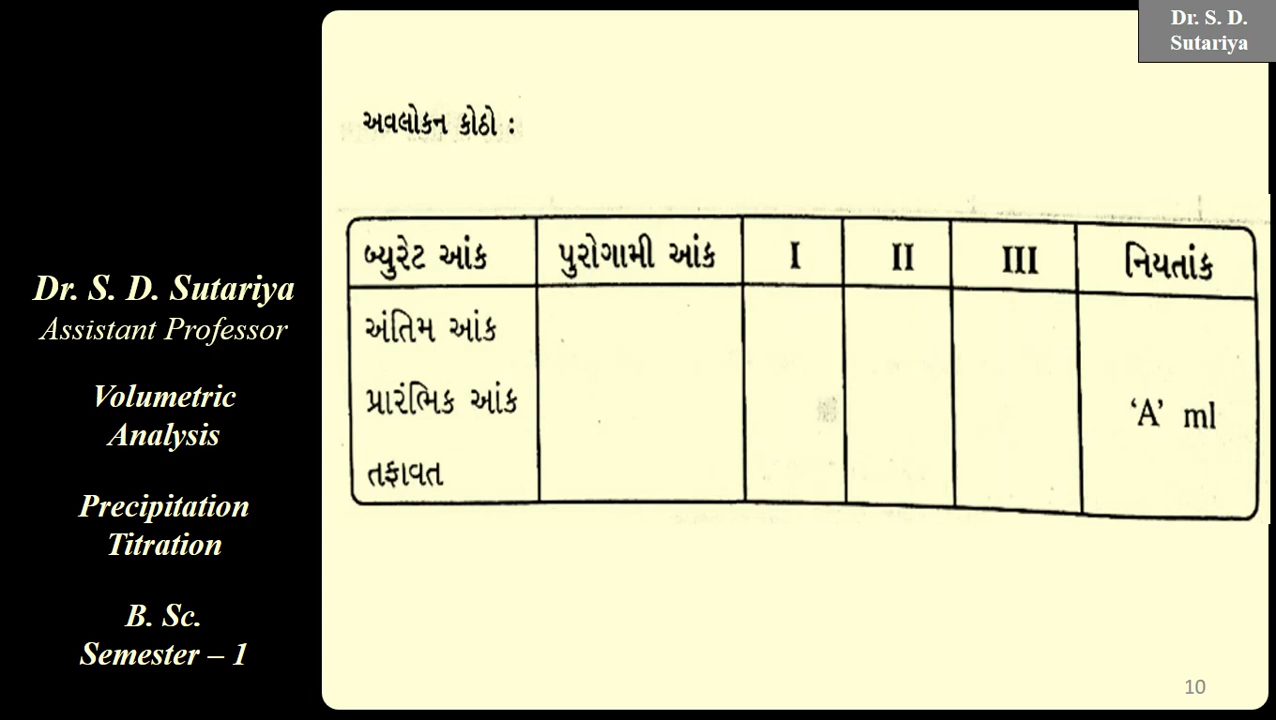 Dr. S. D.
Sutariya
અવલોકન કોઠો :
બ્યુરેટ આંક પુરોગામી આંક I II III નિયતાંક
અંતિમ આંક
પ્રારંભિક આંક
‘A’ ml
તફાવત
Dr. S. D. Sutariya
Assistant Professor
Volumetric
Analysis
Precipitation
Titration
B. Sc.
Semester – 1
10